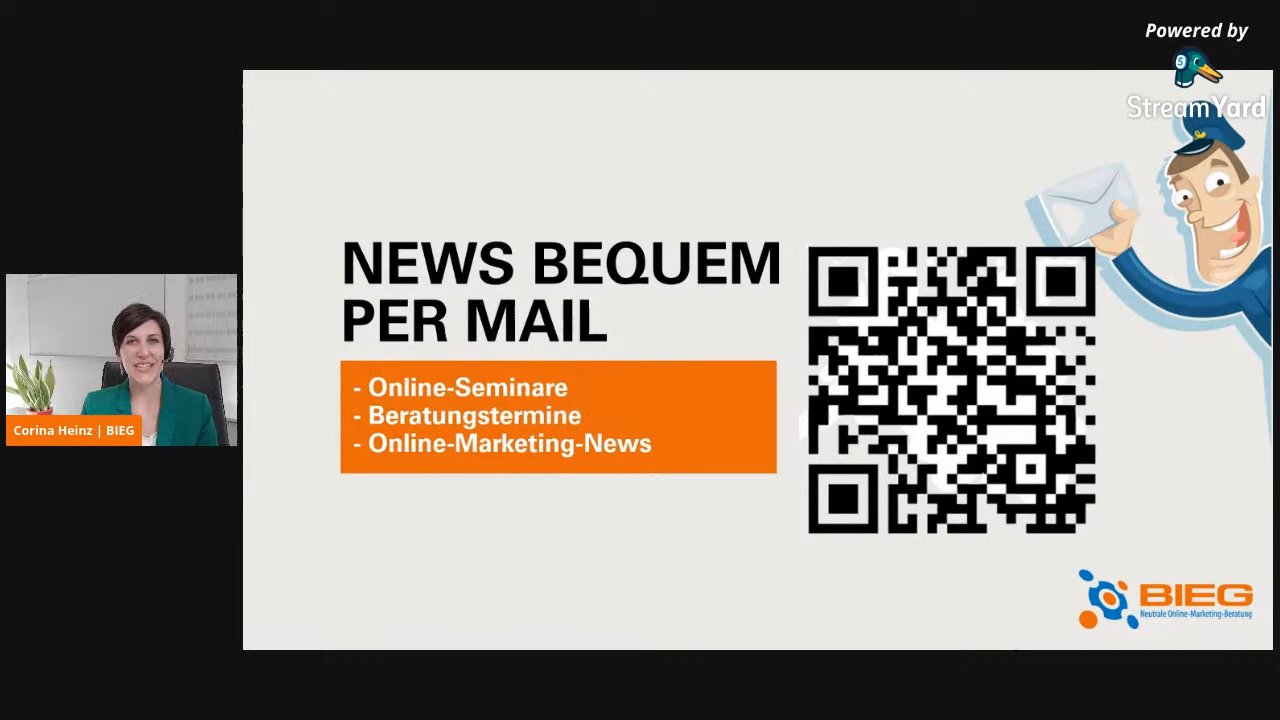 Powered by
StreamYard
NEWS BEQUEM
PER MAIL
- Online-Seminare
- Beratungstermine
- Online-Marketing-News
Corina Heinz | BIEG
BIEG
Neutrale Online-Marketing-Beratung